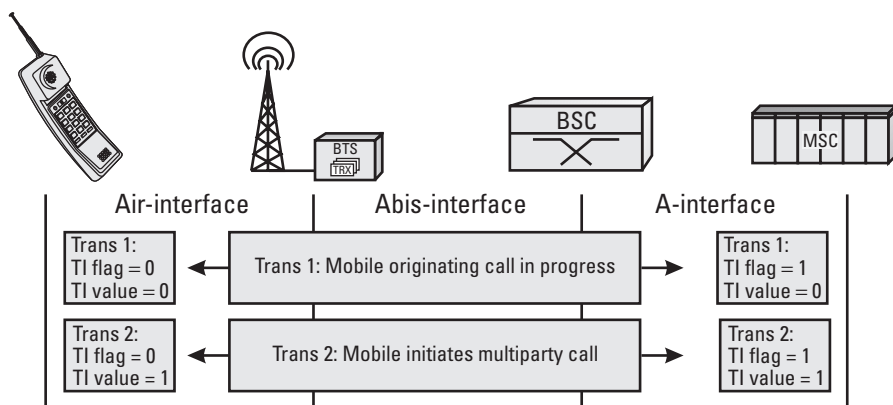 BTS
TRX
BSC
MSC
Air-interface
Abis-interface
A-interface
Trans 1:
TI flag = 0
TI value = 0
Trans 1: Mobile originating call in progress
Trans 1:
TI flag = 1
TI value = 0
Trans 2:
TI flag = 0
TI value = 1
Trans 2: Mobile initiates multiparty call
Trans 2:
TI flag = 1
TI value = 1